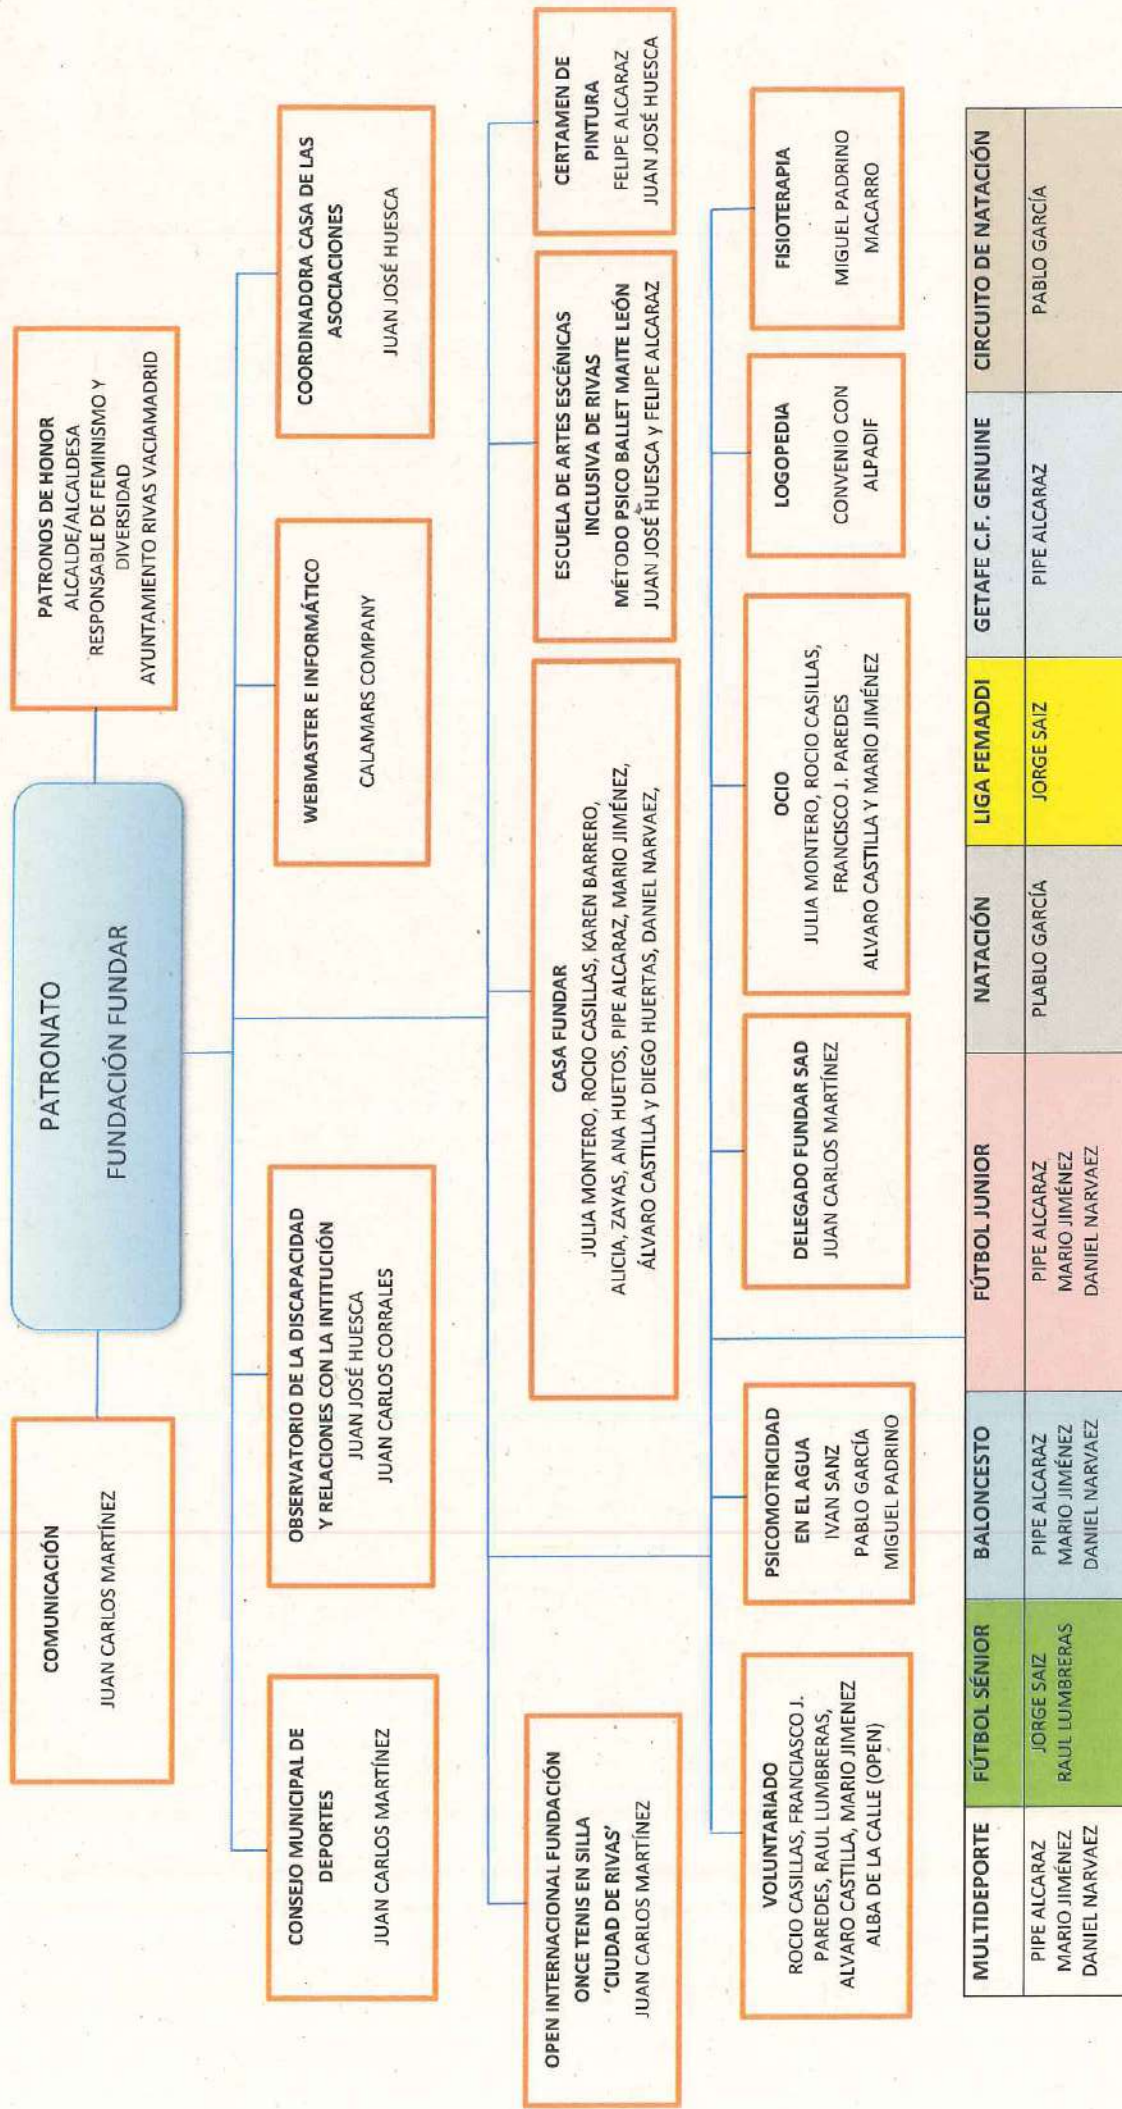 COMUNICACIÓN
JUAN CARLOS MARTÍNEZ
PATRONATO
FUNDACIÓN FUNDAR
PATRONOS DE HONOR
ALCALDE/ALCALDESA
RESPONSABLE DE FEMINISMO Y
DIVERSIDAD
AYUNTAMIENTO RIVAS VACIAMADRID
CONSEJO MUNICIPAL DE
DEPORTES
JUAN CARLOS MARTÍNEZ
OBSERVATORIO DE LA DISCAPACIDAD
Y RELACIONES CON LA INTITUCIÓN
JUAN JOSÉ HUESCA
JUAN CARLOS CORRALES
WEBMASTER E INFORMÁTICO
CALAMARS COMPANY
COORDINADORA CASA DE LAS
ASOCIACIONES
JUAN JOSÉ HUESCA
OPEN INTERNACIONAL FUNDACIÓN
ONCE TENIS EN SILLA
'CIUDAD DE RIVAS'
JUAN CARLOS MARTÍNEZ
CASA FUNDAR
JULIA MONTERO, ROCIO CASILLAS, KAREN BARRERO,
ALICIA, ZAYAS, ANA HUETOS, PIPE ALCARAZ, MARIO JIMÉNEZ,
ÁLVARO CASTILLA y DIEGO HUERTAS, DANIEL NARVAEZ,
ESCUELA DE ARTES ESCÉNICAS
INCLUSIVA DE RIVAS
MÉTODO PSICO BALLET MAITE LEÓN
JUAN JOSÉ HUESCA y FELIPE ALCARAZ
CERTAMEN DE
PINTURA
FELIPE ALCARAZ
JUAN JOSÉ HUESCA
VOLUNTARIADO
ROCIO CASILLAS, FRANCIASCO J.
PAREDES, RAUL LUMBRERAS,
ALVARO CASTILLA, MARIO JIMENEZ
ALBA DE LA CALLE (OPEN)
PSICOMOTRICIDAD
EN EL AGUA
IVAN SANZ
PABLO GARCÍA
MIGUEL PADRINO
DELEGADO FUNDAR SAD
JUAN CARLOS MARTÍNEZ
OCIO
JULIA MONTERO, ROCIO CASILLAS,
FRANCISCO J. PAREDES
ALVARO CASTILLA Y MARIO JIMÉNEZ
LOGOPEDIA
CONVENIO CON
ALPADIF
FISIOTERAPIA
MIGUEL PADRINO
MACARRO
MULTIDEPORTE
PIPE ALCARAZ
MARIO JIMÉNEZ
DANIEL NARVAEZ
FÚTBOL SÉNIOR
JORGE SAIZ
RAUL LUMBRERAS
BALONCESTO
PIPE ALCARAZ
MARIO JIMÉNEZ
DANIEL NARVAEZ
FÚTBOL JUNIOR
PIPE ALCARAZ
MARIO JIMÉNEZ
DANIEL NARVAEZ
NATACIÓN
PLABLO GARCÍA
LIGA FEMADDI
JORGE SAIZ
GETAFE C.F. GENUINE
PIPE ALCARAZ
CIRCUITO DE NATACIÓN
PABLO GARCÍA